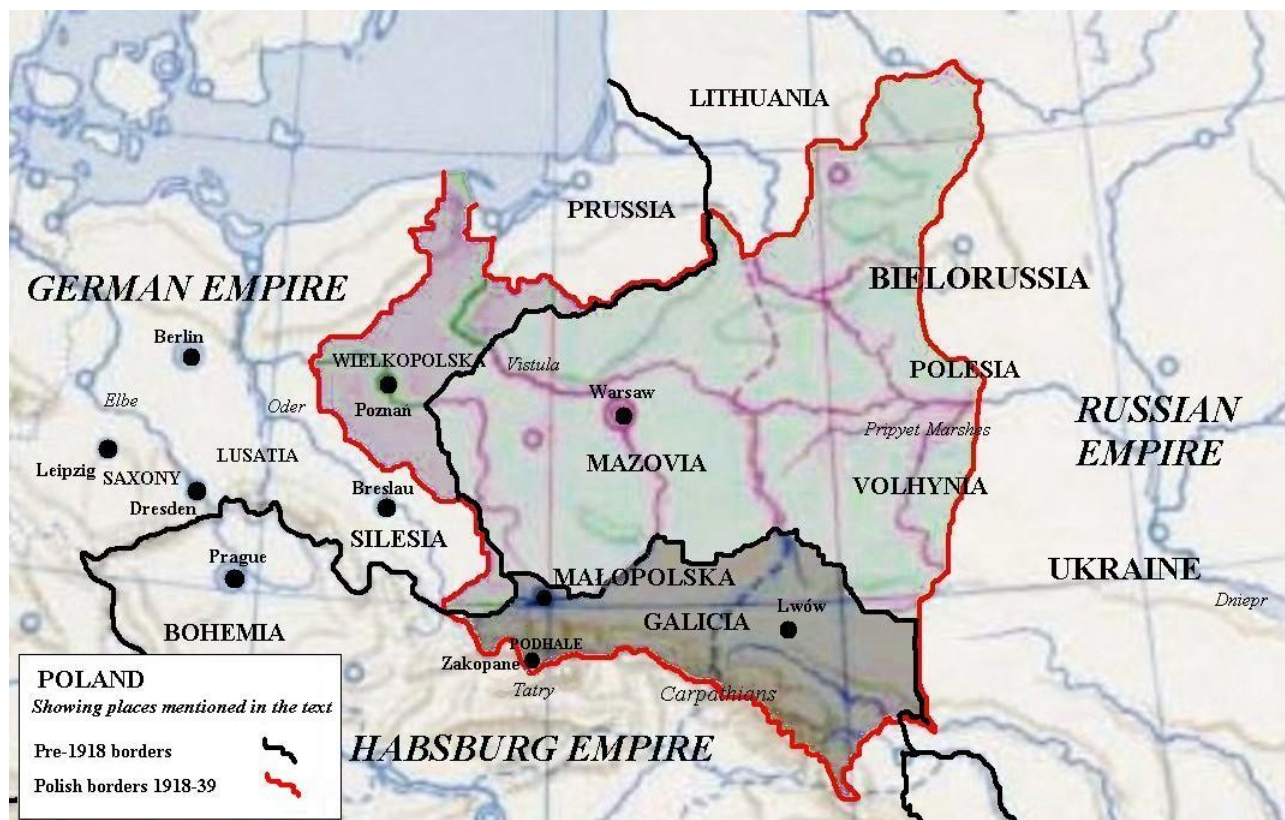 LITHUANIA
PRUSSIA
GERMAN EMPIRE
BIELORUSSIA
Berlin
WIELKOPOLSKA
Vistula
POLESIA
Elbe
Oder
Poznań
Warsaw
Pripyet Marshes
RUSSIAN
EMPIRE
Leipzig
SAXONY
LUSATIA
MAZOVIA
VOLHYNIA
Dresden
Breslau
SILESIA
Prague
MAŁOPOLSKA
UKRAINE
Dniepr
BOHEMIA
GALICIA
Lwów
PODHALE
Zakopane
Tatry
Carpathians
HABSBURG EMPIRE
POLAND
Showing places mentioned in the text
Pre-1918 borders
Polish borders 1918-39